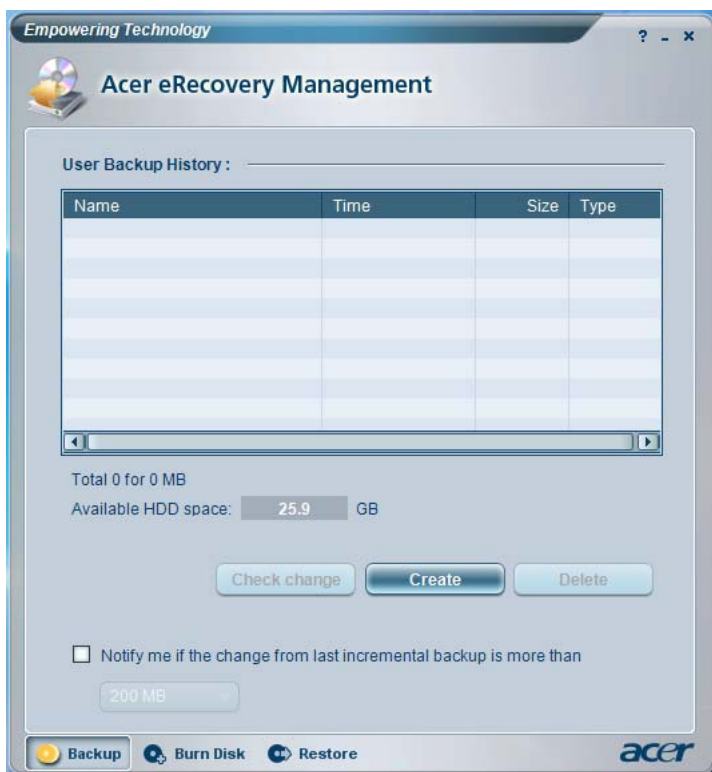 Empowering Technology
? - x
Acer eRecovery Management
User Backup History :
Name Time Size Type
Total 0 for 0 MB
Available HDD space: 25.9 GB
Check change Create Delete
Notify me if the change from last incremental backup is more than
200 MB
Backup Burn Disk Restore acer